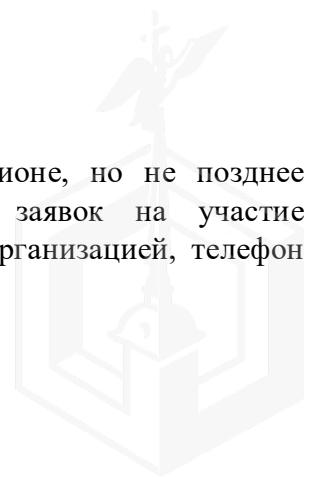 ионе, но не позднее
заявок на участие
рганизацией, телефон